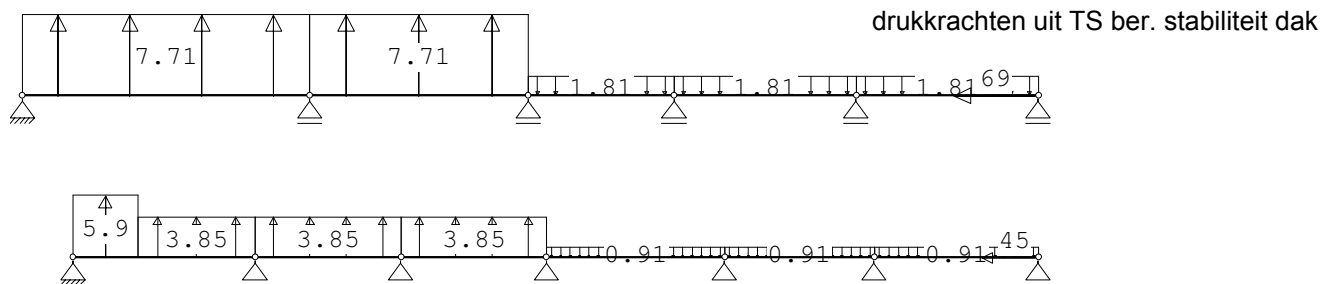 drukkrachten uit TS ber. stabiliteit dak
7.71 7.71 1.81 1.81 1.81 69
5.9 3.85 3.85 3.85 0.91 0.91 0.91 45